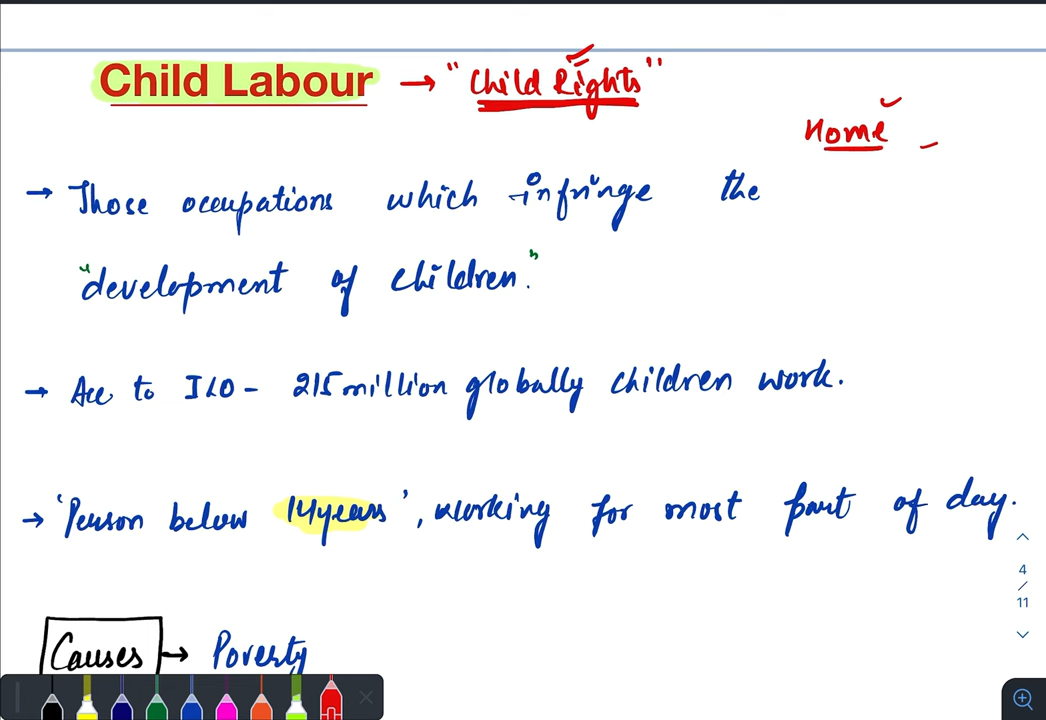 Child Labour → "Child Rights"
Home
→ Those occupations which infringe the
"development of children."
→ Acc to ILO - 215 million globally children work.
→ 'Person below 14years', working for most part of day.
Causes → Poverty
4
/
11